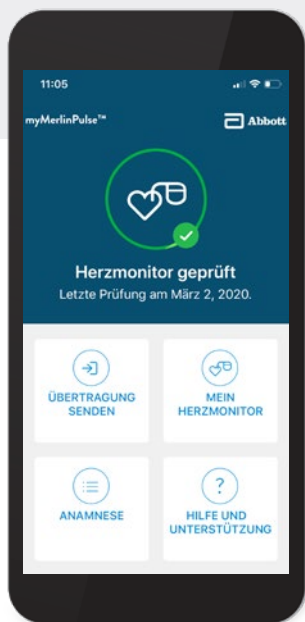 11:05
myMerlinPulse™
Abbott
Herzmonitor geprüft
Letzte Prüfung am März 2, 2020.
ÜBERTRAGUNG
SENDEN
MEIN
HERZMONITOR
ANAMNESE
?
HILFE UND
UNTERSTÜTZUNG